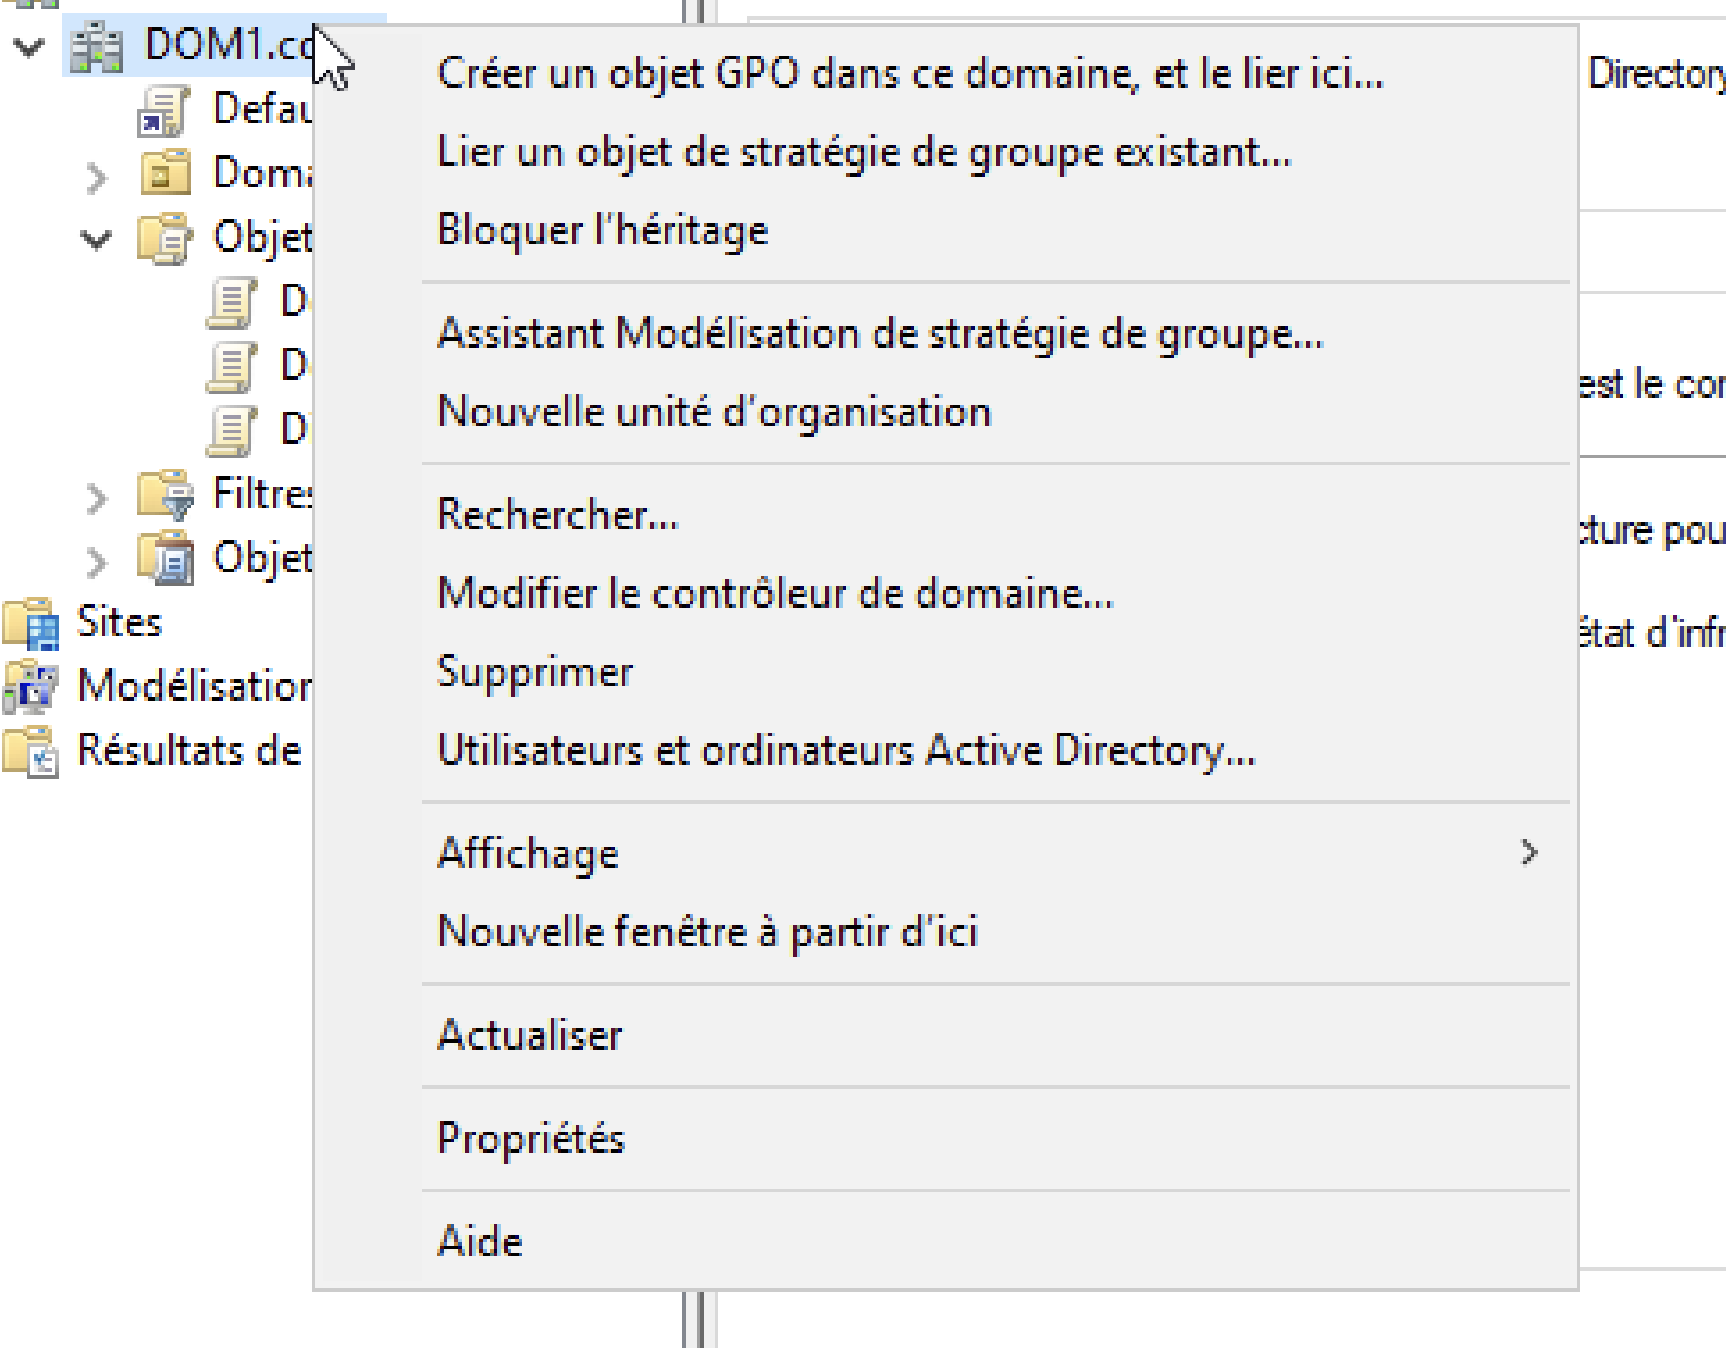 DOM1.co
Créer un objet GPO dans ce domaine, et le lier ici...
Directory
Defau
Lier un objet de stratégie de groupe existant...
Doma
Bloquer l'héritage
Objet
Assistant Modélisation de stratégie de groupe...
D
est le con
Nouvelle unité d'organisation
Di
Filtres
Rechercher...
cture pou
Objet
Modifier le contrôleur de domaine...
Sites
état d'infr
Supprimer
Modélisation
Utilisateurs et ordinateurs Active Directory...
Résultats de
Affichage
Nouvelle fenêtre à partir d'ici
Actualiser
Propriétés
Aide